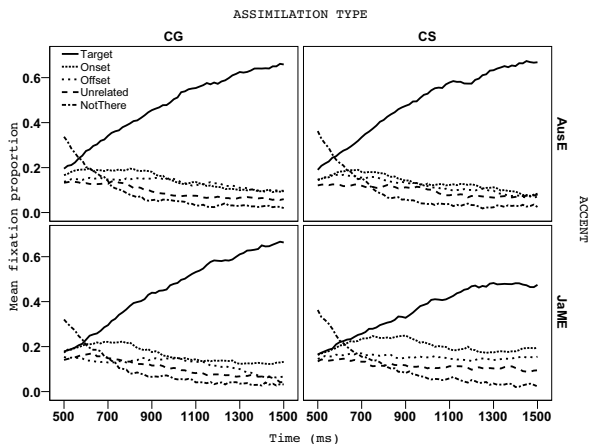 ASSIMILATION TYPE
CG CS
Target
Onset
Offset
Unrelated
NotThere
0.6
0.4
0.2
0.0
AusE
0.6
0.4
0.2
0.0
JaME
Mean fixation proportion
ACCENT
500 700 900 1100 1300 1500 500 700 900 1100 1300 1500
Time (ms)